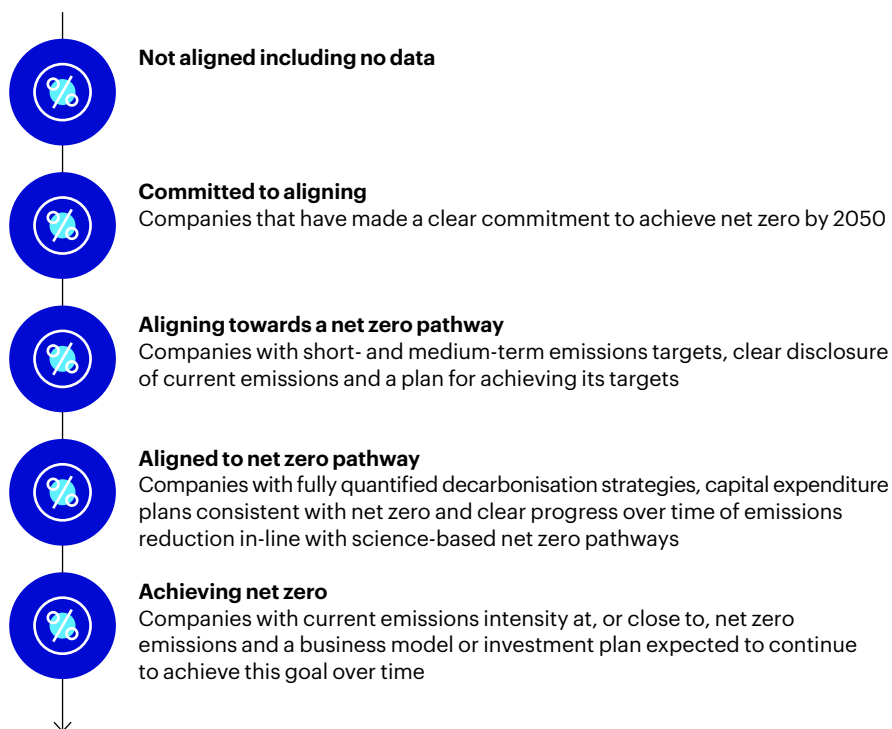 Not aligned including no data
Committed to aligning
Companies that have made a clear commitment to achieve net zero by 2050
Aligning towards a net zero pathway
Companies with short- and medium-term emissions targets, clear disclosure
of current emissions and a plan for achieving its targets
Aligned to net zero pathway
Companies with fully quantified decarbonisation strategies, capital expenditure
plans consistent with net zero and clear progress over time of emissions
reduction in-line with science-based net zero pathways
Achieving net zero
Companies with current emissions intensity at, or close to, net zero
emissions and a business model or investment plan expected to continue
to achieve this goal over time